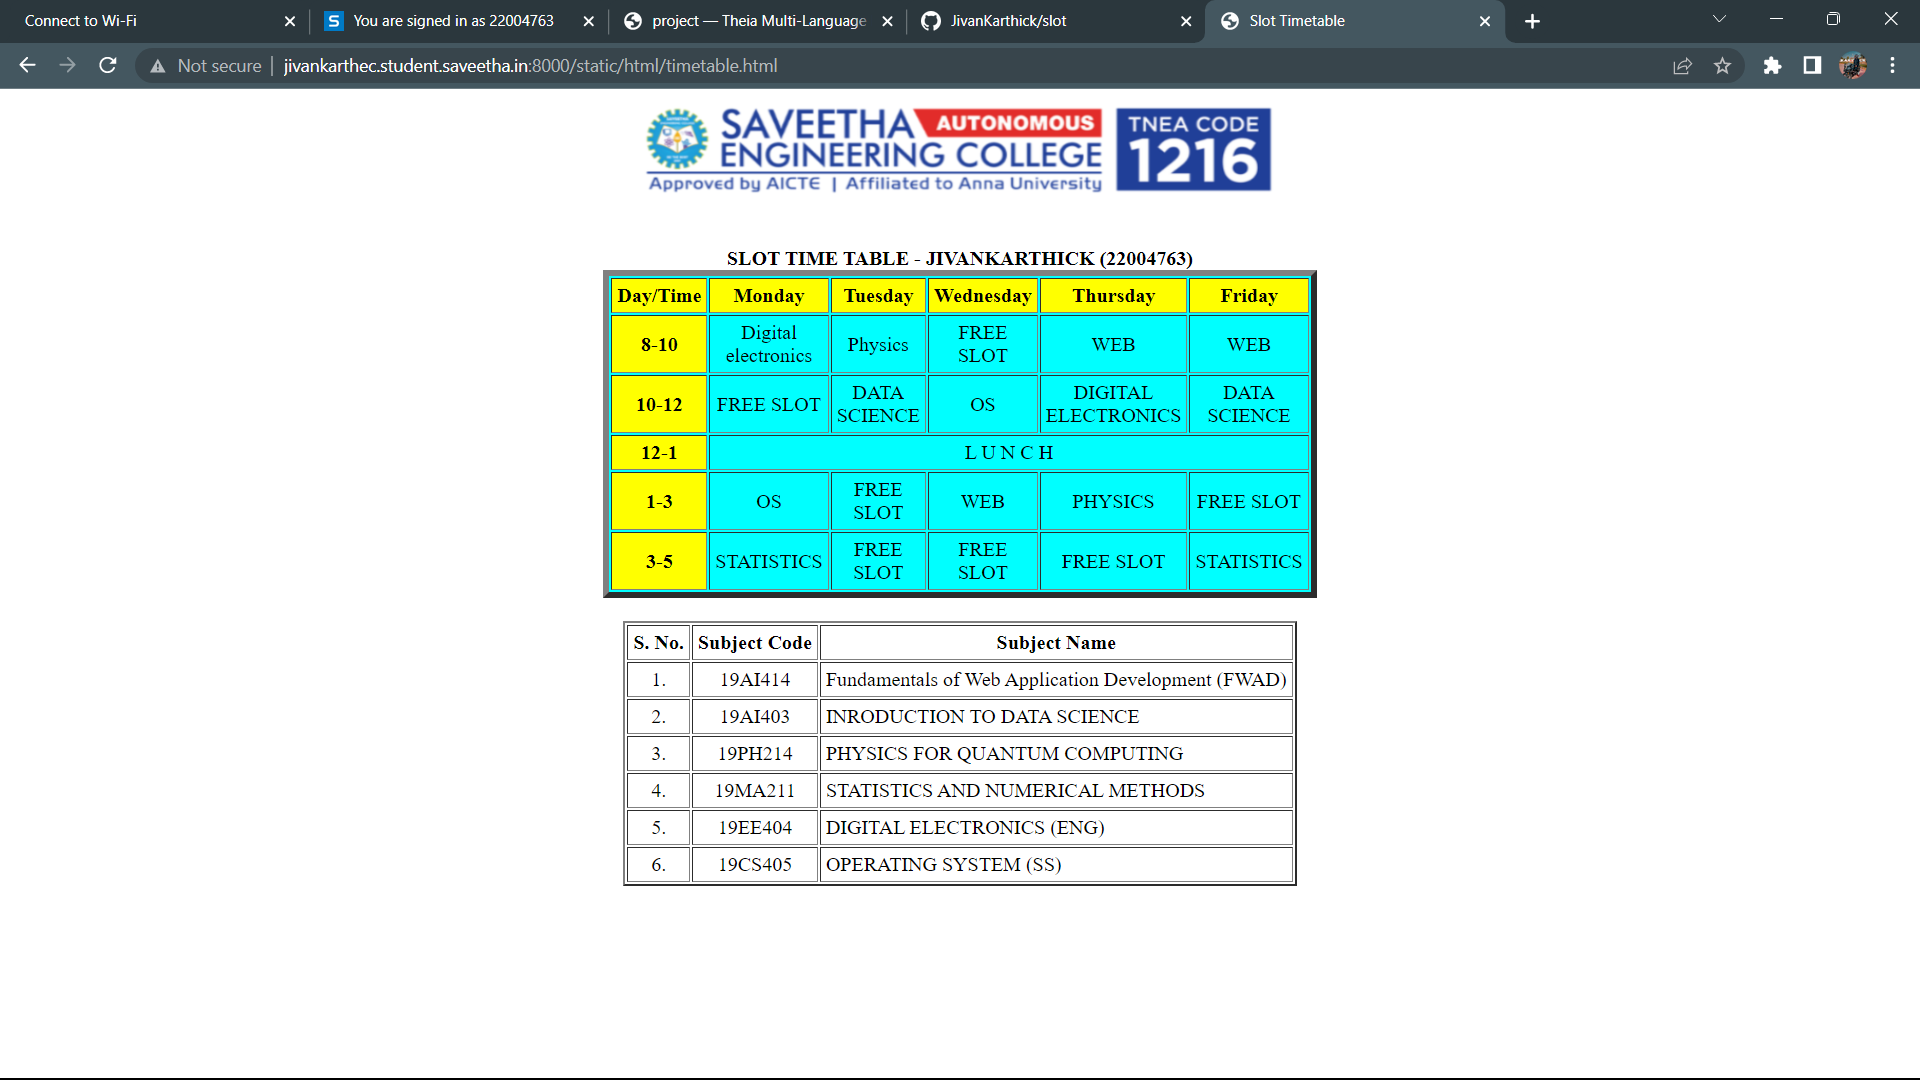 Connect to Wi-Fi
You are signed in as 22004763
project — Theia Multi-Language
JivanKarthick/slot
Slot Timetable
Not secure
jivankarthec.student.saveetha.in:8000/static/html/timetable.html
SAVEETHA AUTONOMOUS
ENGINEERING COLLEGE
Approved by AICTE | Affiliated to Anna University
TNEA CODE
1216
SLOT TIME TABLE - JIVANKARTHICK (22004763)
Day/Time Monday Tuesday Wednesday Thursday Friday
8-10 Digital electronics Physics FREE SLOT WEB WEB
10-12 FREE SLOT DATA SCIENCE OS DIGITAL ELECTRONICS DATA SCIENCE
12-1 L U N C H
1-3 OS FREE SLOT WEB PHYSICS FREE SLOT
3-5 STATISTICS FREE SLOT FREE SLOT FREE SLOT STATISTICS
S. No. Subject Code Subject Name
1. 19AI414 Fundamentals of Web Application Development (FWAD)
2. 19AI403 INRODUCTION TO DATA SCIENCE
3. 19PH214 PHYSICS FOR QUANTUM COMPUTING
4. 19MA211 STATISTICS AND NUMERICAL METHODS
5. 19EE404 DIGITAL ELECTRONICS (ENG)
6. 19CS405 OPERATING SYSTEM (SS)